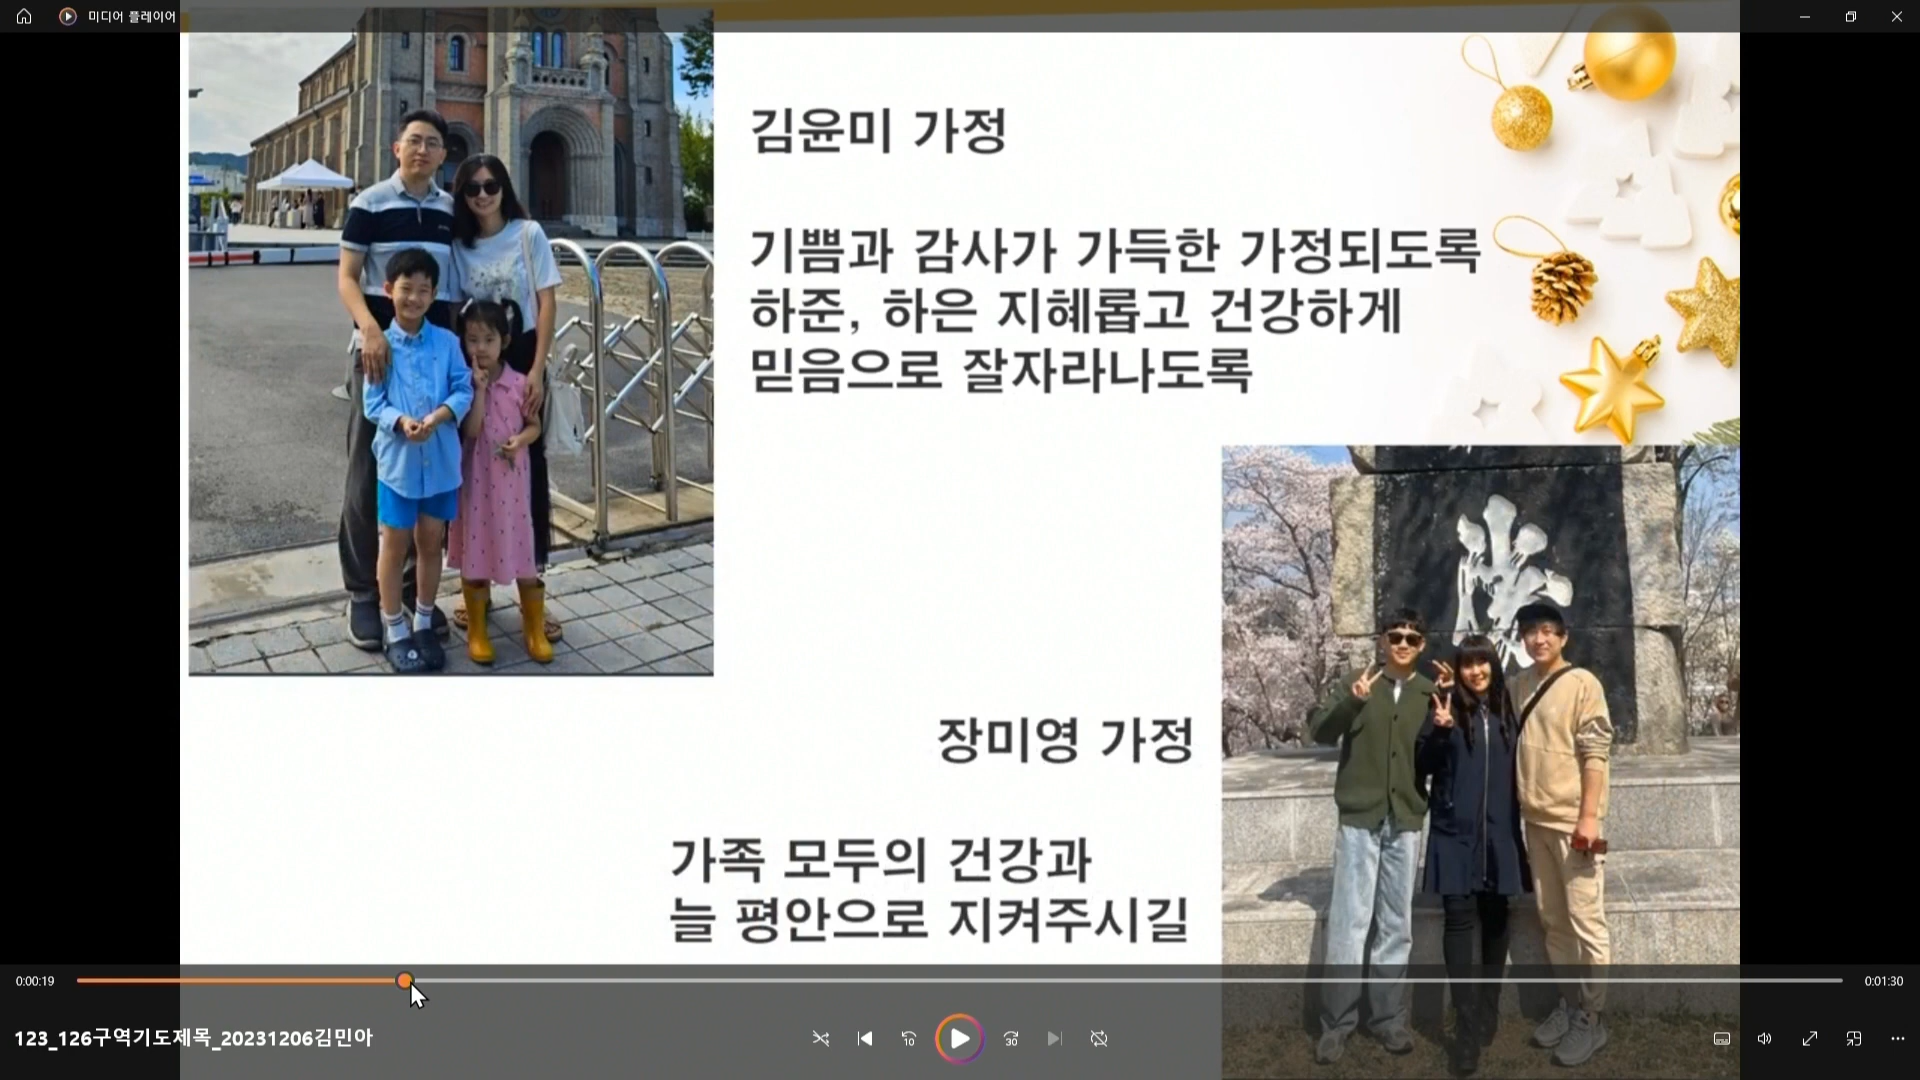 미디어 플레이어
김윤미 가정
기쁨과 감사가 가득한 가정되도록
하준, 하은 지혜롭고 건강하게
믿음으로 잘자라나도록
장미영 가정
가족 모두의 건강과
늘 평안으로 지켜주시길
0:00:19
0:01:30
123_126구역기도제목_20231206김민아
10
30